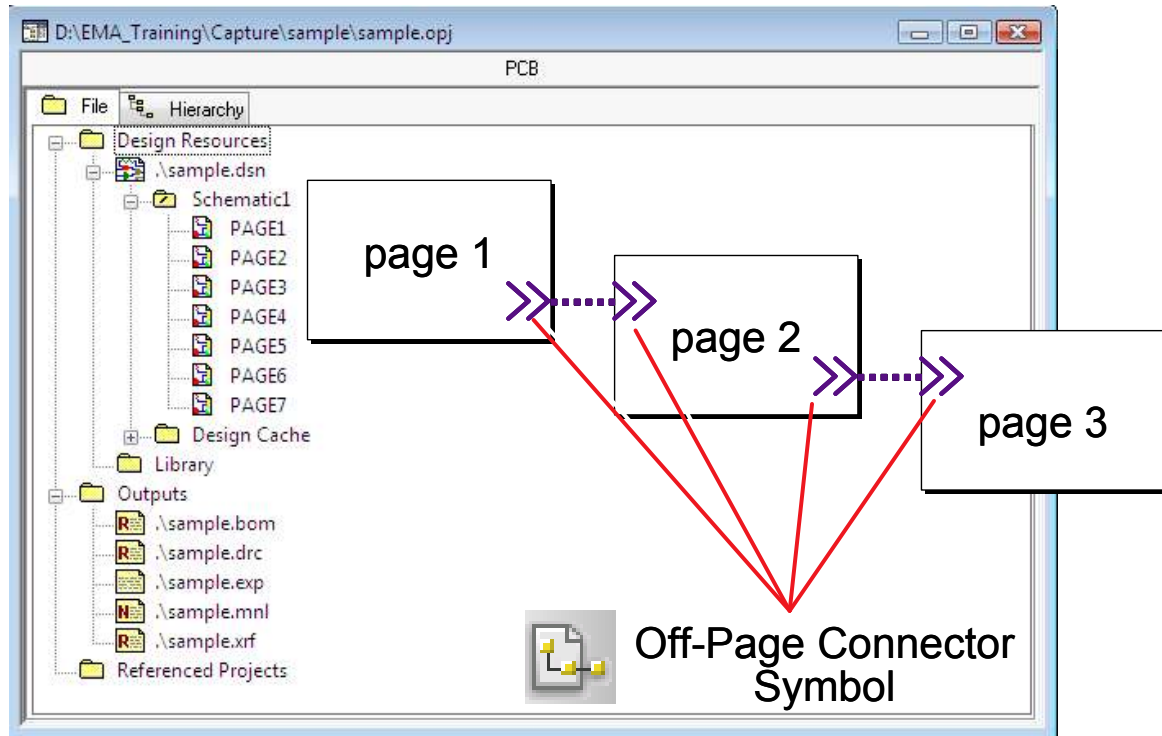 D:\EMA_Training\Capture\sample\sample.opj
PCB
File
Hierarchy
Design Resources
.\sample.dsn
Schematic1
PAGE1
PAGE2
PAGE3
PAGE4
PAGE5
PAGE6
PAGE7
Design Cache
Library
Outputs
.\sample.bom
.\sample.drc
.\sample.exp
.\sample.mnl
.\sample.xrf
Referenced Projects
page 1
page 2
page 3
Off-Page Connector
Symbol